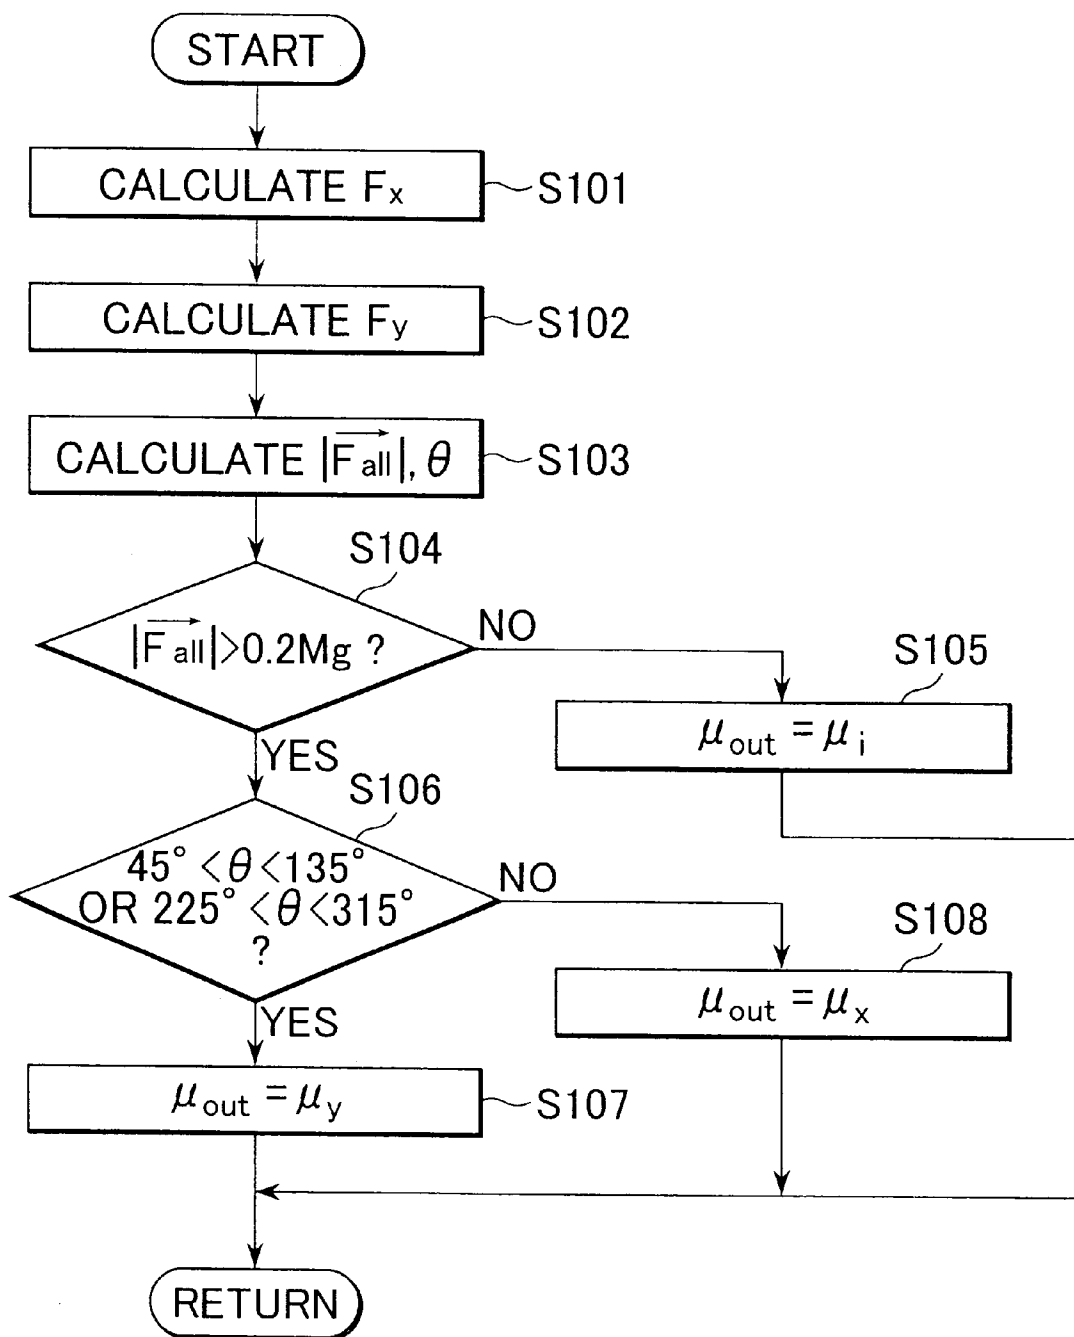 START
CALCULATE Fx
S101
CALCULATE Fy
S102
CALCULATE |F all|, θ
S103
S104
|F all|>0.2Mg ?
NO
S105
μout = μi
YES
S106
45° <θ<135°
OR 225° <θ<315°
?
NO
S108
μout = μx
YES
μout = μy
S107
RETURN